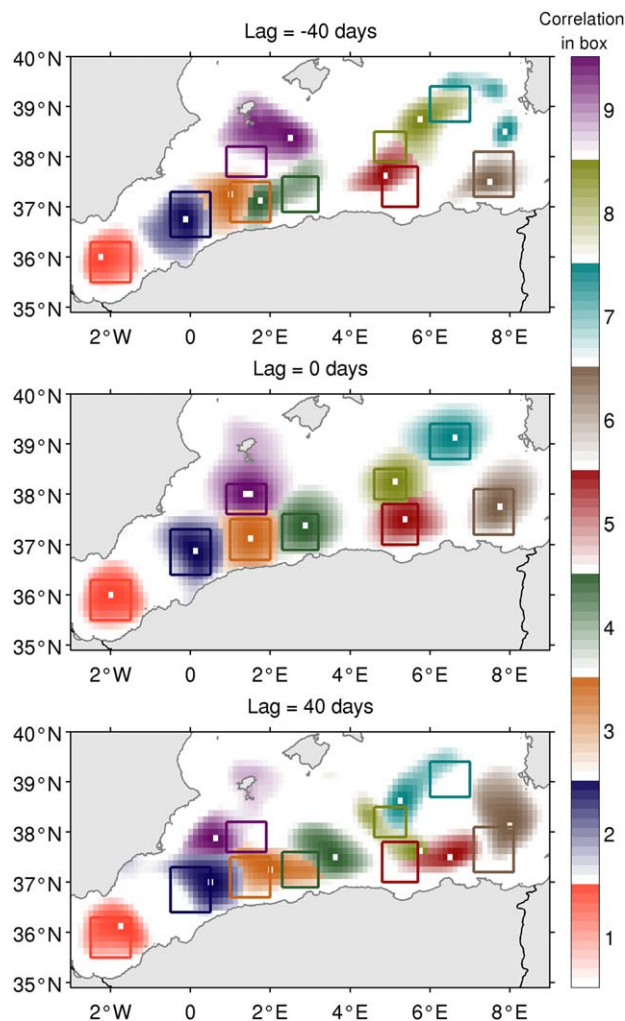 Correlation
in box
Lag = -40 days
40°N
39°N
38°N
37°N
36°N
35°N
2°W 0 2°E 4°E 6°E 8°E
Lag = 0 days
40°N
39°N
38°N
37°N
36°N
35°N
2°W 0 2°E 4°E 6°E 8°E
Lag = 40 days
40°N
39°N
38°N
37°N
36°N
35°N
2°W 0 2°E 4°E 6°E 8°E
9
8
7
6
5
4
3
2
1